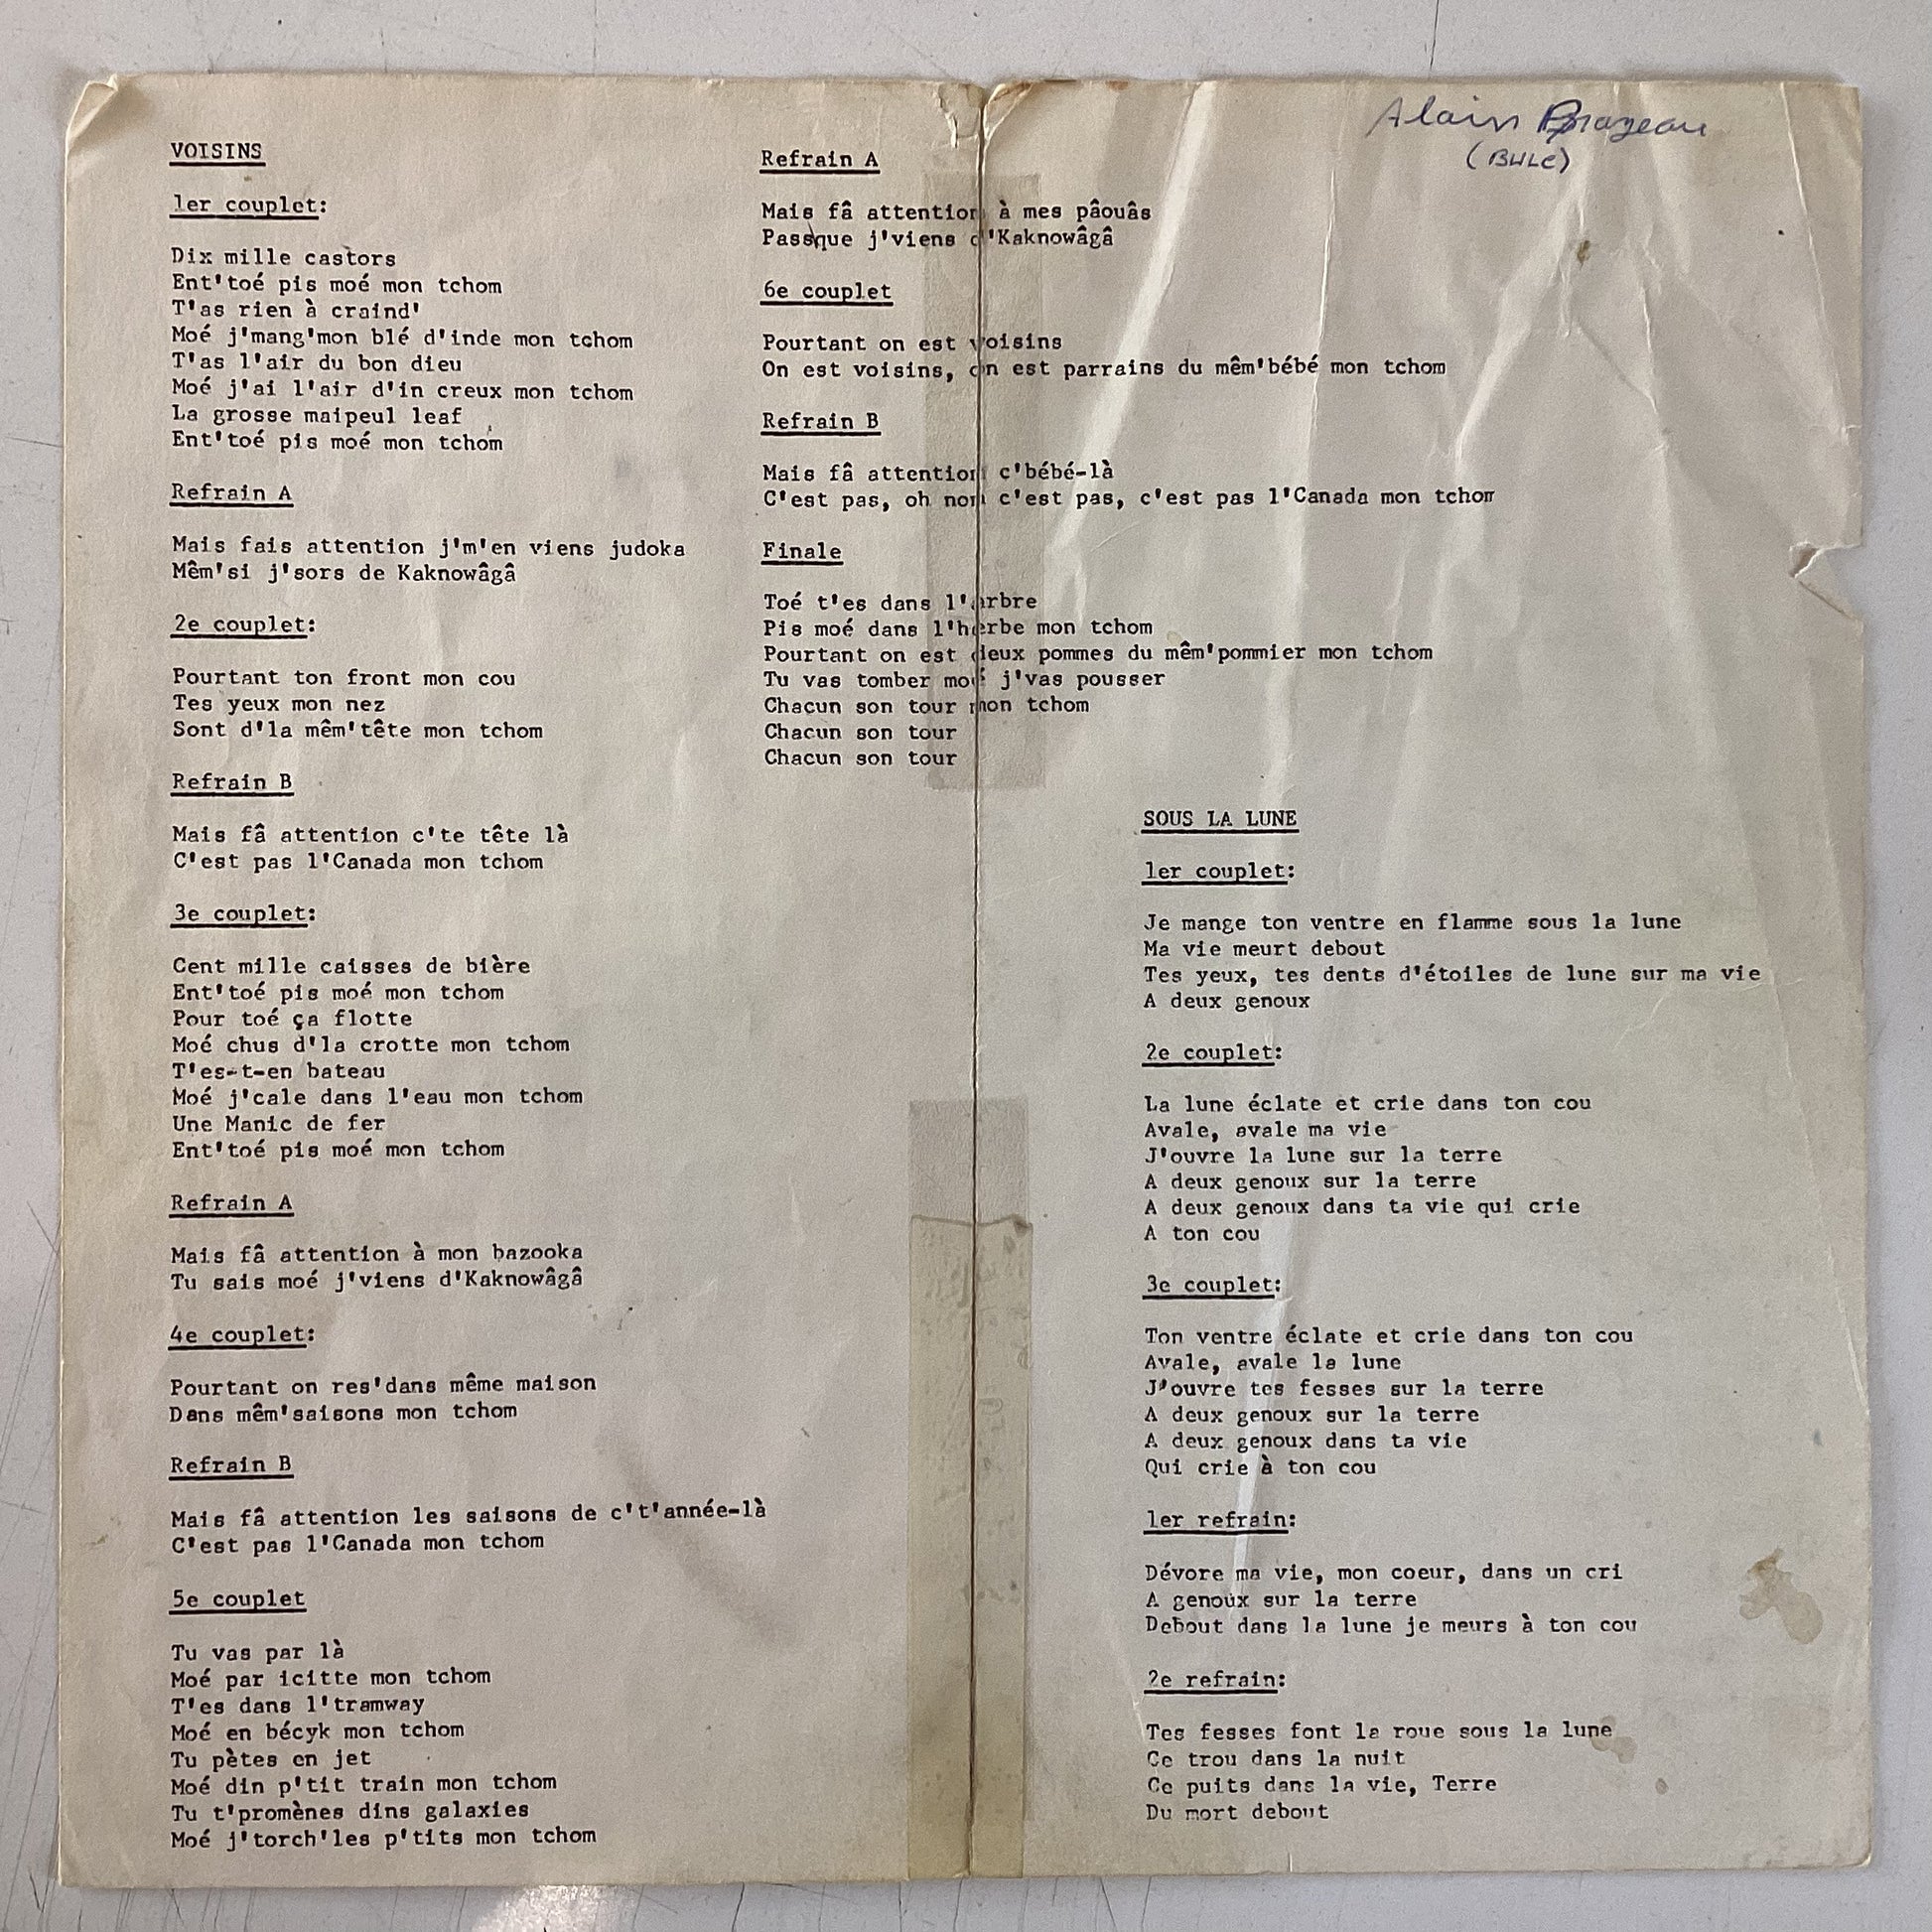 VOISINS
1er couplet:
Dix mille castors
Ent'toé pis moé mon tchom
T'as rien à craind'
Moé j'mang'mon blé d'inde mon tchom
T'as l'air du bon dieu
Moé j'ai l'air d'in creux mon tchom
La grosse maipeul leaf
Ent'toé pis moé mon tchom
Refrain A
Mais fais attention j'm'en viens judoka
Mêm'si j'sors de Kaknowâgâ
2e couplet:
Pourtant ton front mon cou
Tes yeux mon nez
Sont d'la mêm'tête mon tchom
Refrain B
Mais fâ attention c'te tête là
C'est pas l'Canada mon tchom
3e couplet:
Cent mille caisses de bière
Ent'toé pis moé mon tchom
Pour toé ça flotte
Moé chus d'la crotte mon tchom
T'es-t-en bateau
Moé j'cale dans l'eau mon tchom
Une Manic de fer
Ent'toé pis moé mon tchom
Refrain A
Mais fâ attention à mon bazooka
Tu sais moé j'viens d'Kaknowâgâ
4e couplet:
Pourtant on res'dans même maison
Dans mêm'saisons mon tchom
Refrain B
Mais fâ attention les saisons de c't'année-là
C'est pas l'Canada mon tchom
5e couplet
Tu vas par là
Moé par icitte mon tchom
T'es dans l'tramway
Moé en bécyk mon tchom
Tu pètes en jet
Moé din p'tit train mon tchom
Tu t'promènes dins galaxies
Moé j'torch'les p'tits mon tchom
Refrain A
Mais fâ attention à mes pâouâs
Passque j'viens d'Kaknowâgâ
6e couplet
Pourtant on est voisins
On est voisins, on est parrains du mêm'bébé mon tchom
Refrain B
Mais fâ attention c'bébé-là
C'est pas, oh non c'est pas, c'est pas l'Canada mon tchom
Finale
Toé t'es dans l'arbre
Pis moé dans l'herbe mon tchom
Pourtant on est deux pommes du mêm'pommier mon tchom
Tu vas tomber moé j'vas pousser
Chacun son tour mon tchom
Chacun son tour
Chacun son tour
Alain Brazeau
(BULE)
SOUS LA LUNE
1er couplet:
Je mange ton ventre en flamme sous la lune
Ma vie meurt debout
Tes yeux, tes dents d'étoiles de lune sur ma vie
A deux genoux
2e couplet:
La lune éclate et crie dans ton cou
Avale, avale ma vie
J'ouvre la lune sur la terre
A deux genoux sur la terre
A deux genoux dans ta vie qui crie
A ton cou
3e couplet:
Ton ventre éclate et crie dans ton cou
Avale, avale la lune
J'ouvre tes fesses sur la terre
A deux genoux sur la terre
A deux genoux dans ta vie
Qui crie à ton cou
1er refrain:
Dévore ma vie, mon coeur, dans un cri
A genoux sur la terre
Debout dans la lune je meurs à ton cou
2e refrain:
Tes fesses font la roue sous la lune
Ce trou dans la nuit
Ce puits dans la vie, Terre
Du mort debout